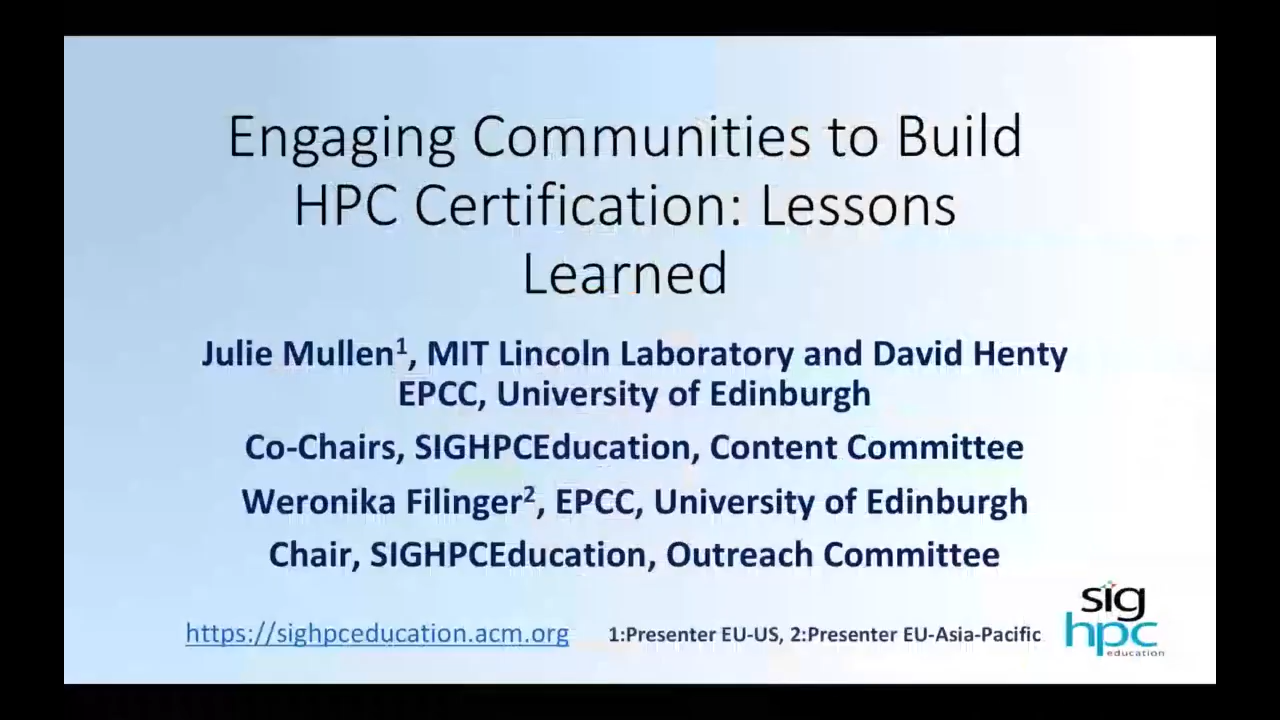 Engaging Communities to Build
HPC Certification: Lessons
Learned
Julie Mullen¹, MIT Lincoln Laboratory and David Henty
EPCC, University of Edinburgh
Co-Chairs, SIGHPCEducation, Content Committee
Weronika Filinger², EPCC, University of Edinburgh
Chair, SIGHPCEducation, Outreach Committee
https://sighpceducation.acm.org 1:Presenter EU-US, 2:Presenter EU-Asia-Pacific
sig
hpc
education